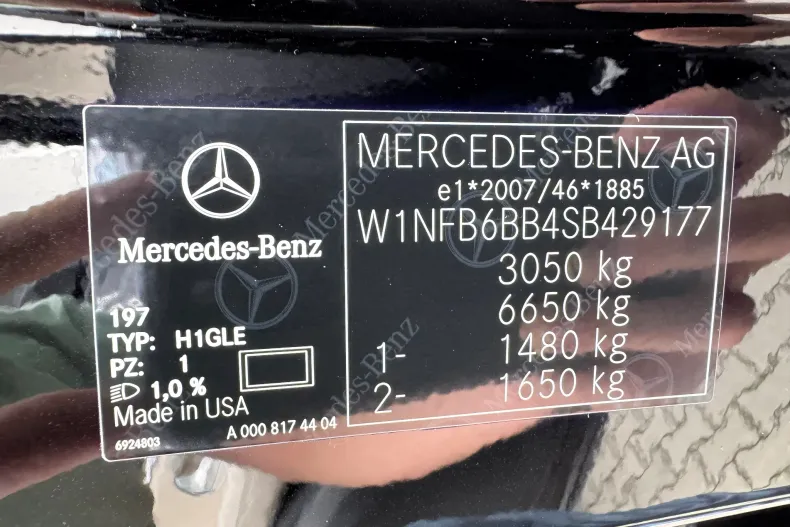 Mercedes-Benz
197
TYP: H1GLE
PZ: 1
1,0 %
Made in USA
6924803
A 000 817 44 04
MERCEDES-BENZ AG
e1*2007/46*1885
W1NFB6BB4SB429177
3050 kg
6650 kg
1- 1480 kg
2- 1650 kg